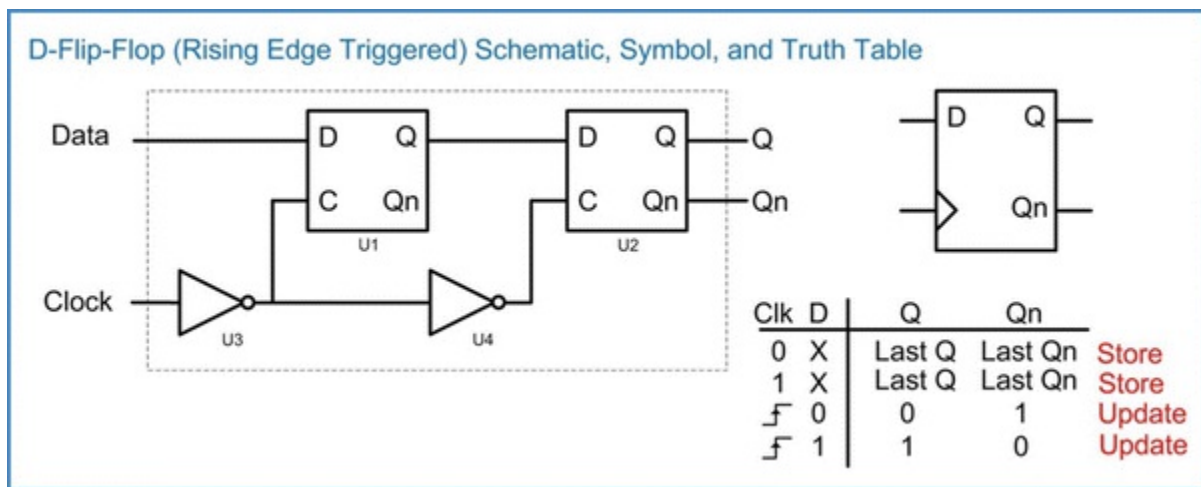 D-Flip-Flop (Rising Edge Triggered) Schematic, Symbol, and Truth Table
Data
D Q
C Qn
U1
D Q
C Qn
U2
Q
Qn
Clock
U3
U4
D Q
Qn
Clk D Q Qn
0 X Last Q Last Qn Store
1 X Last Q Last Qn Store
0 0 1 Update
1 1 0 Update